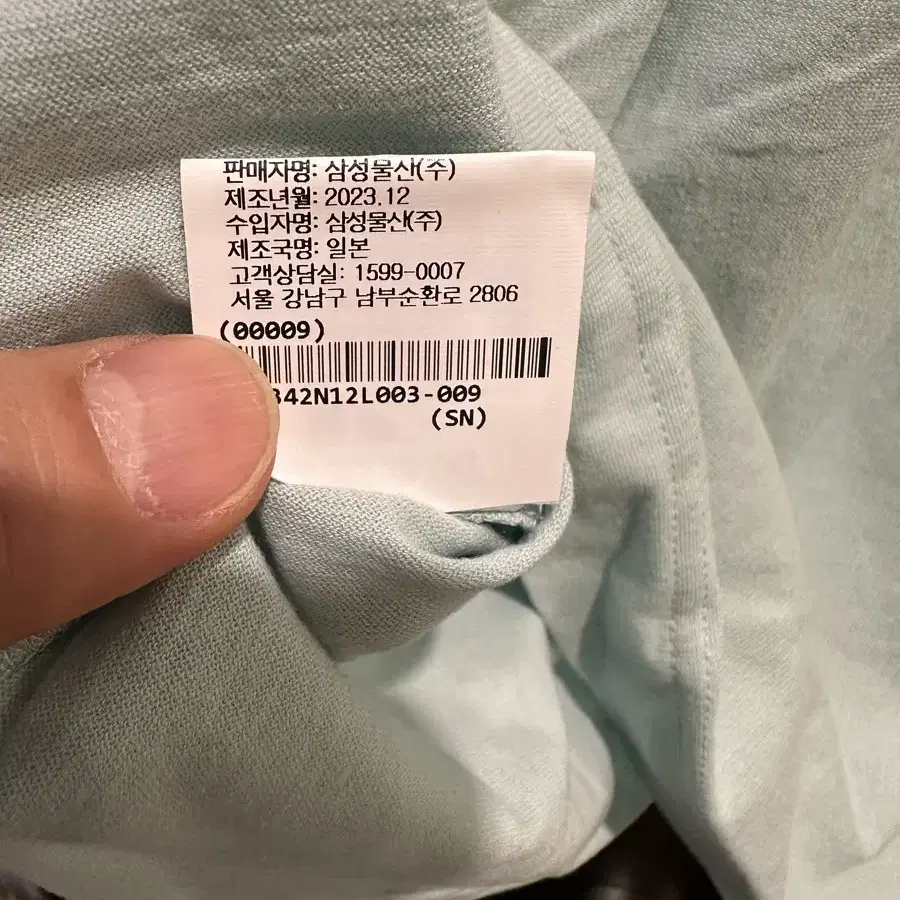 판매자명: 삼성물산(주)
제조년월: 2023.12
수입자명: 삼성물산(주)
제조국명: 일본
고객상담실: 1599-0007
서울 강남구 남부순환로 2806
(00009)
342N12L003-009
(SN)